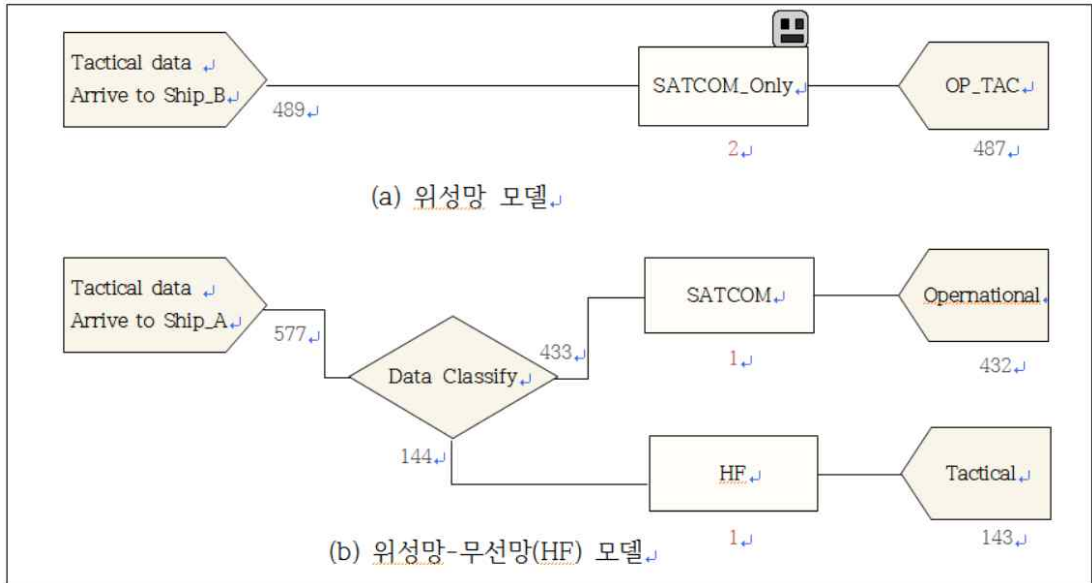 Tactical data
Arrive to Ship_B
489
SATCOM_Only
2
OP_TAC
487
(a) 위성망 모델
Tactical data
Arrive to Ship_A
577
Data Classify
433
144
SATCOM
1
Opernational
432
HF
1
Tactical
143
(b) 위성망-무선망(HF) 모델